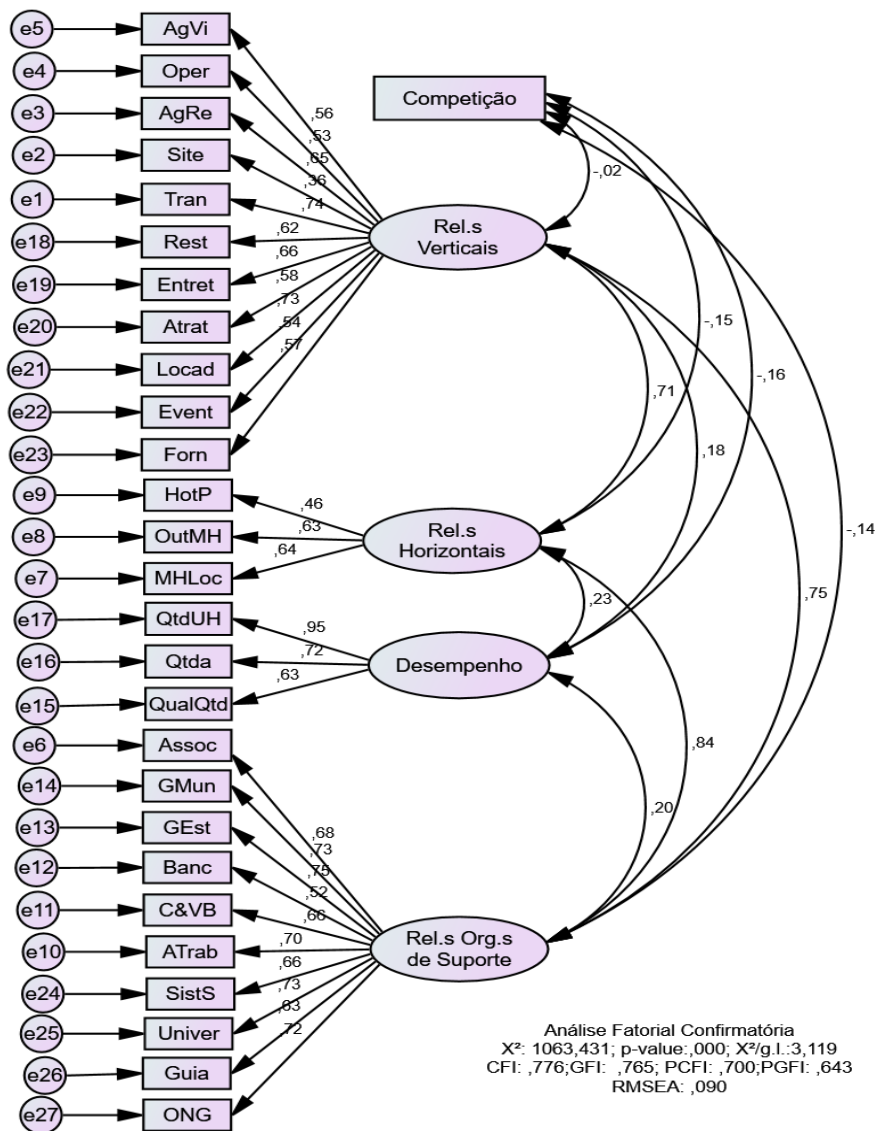 e5
AgVi
e4
Oper
e3
AgRe
e2
Site
e1
Tran
e18
Rest
e19
Entret
e20
Atrat
e21
Locad
e22
Event
e23
Forn
e9
HotP
e8
OutMH
e7
MHLoc
e17
QtdUH
e16
Qtda
e15
QualQtd
e6
Assoc
e14
GMun
e13
GEst
e12
Banc
e11
C&VB
e10
ATrab
e24
SistS
e25
Univer
e26
Guia
e27
ONG
,56
,53
,65
,36
,74
,62
,66
,58
,73
,54
,57
,46
,63
,64
,95
,72
,63
,68
,73
,75
,52
,66
,70
,66
,73
,63
,72
Competição
Rel.s
Verticais
Rel.s
Horizontais
Desempenho
Rel.s Org.s
de Suporte
-,02
-,15
-,16
,71
,18
-,14
,75
,23
,84
,20
Análise Fatorial Confirmatória
X²: 1063,431; p-value:,000; X²/g.l.:3,119
CFI: ,776;GFI: ,765; PCFI: ,700;PGFI: ,643
RMSEA: ,090